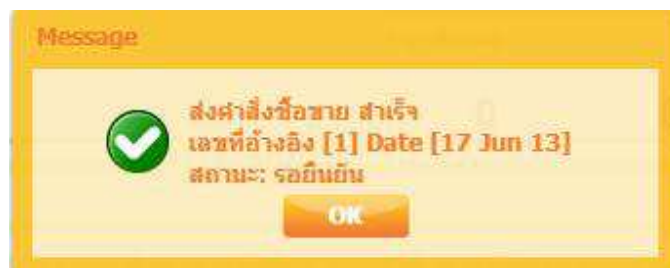 Message
ส่งคำสั่งซื้อขาย สำเร็จ
เลขที่อ้างอิง [1] Date [17 Jun 13]
สถานะ: รอยืนยัน
OK